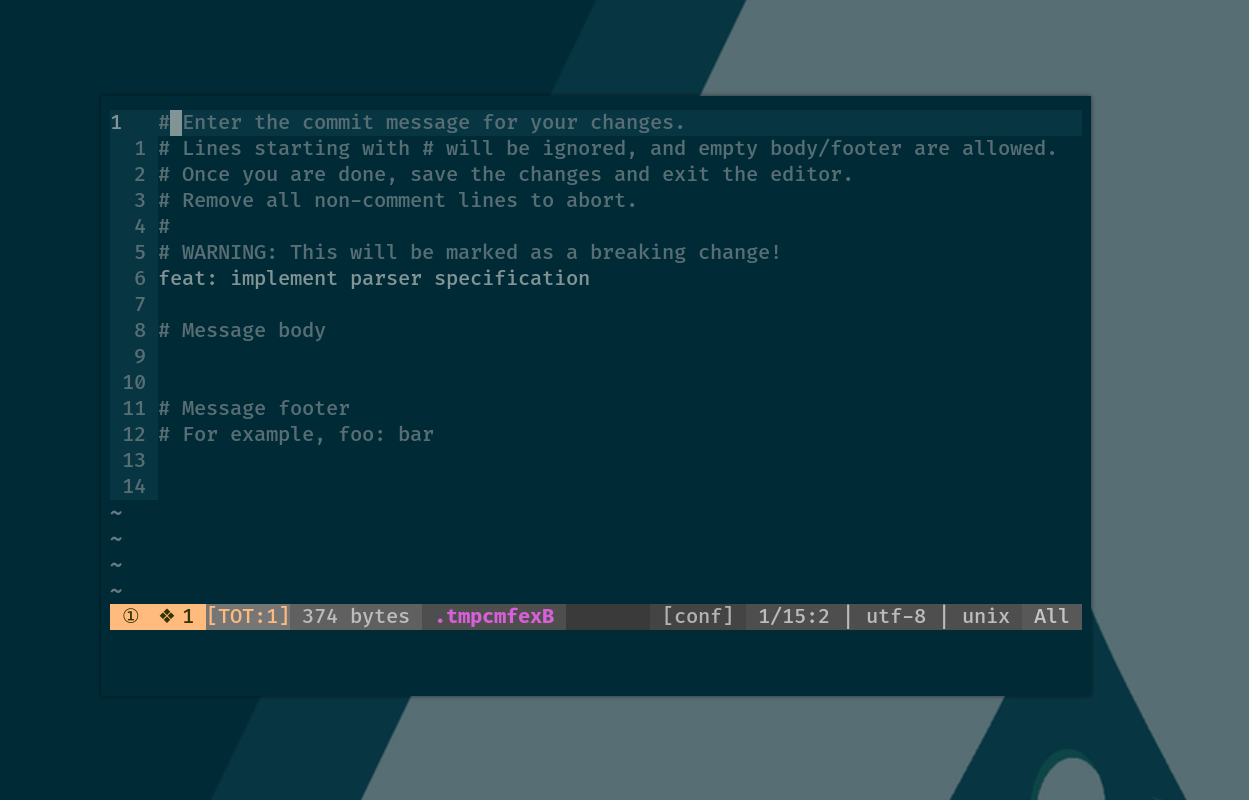 1 # Enter the commit message for your changes.
1 # Lines starting with # will be ignored, and empty body/footer are allowed.
2 # Once you are done, save the changes and exit the editor.
3 # Remove all non-comment lines to abort.
4 #
5 # WARNING: This will be marked as a breaking change!
6 feat: implement parser specification
7
8 # Message body
9
10
11 # Message footer
12 # For example, foo: bar
13
14
~
~
~
~
① ❖ 1 [TOT:1] 374 bytes .tmpcmfexB [conf] 1/15:2 | utf-8 | unix All